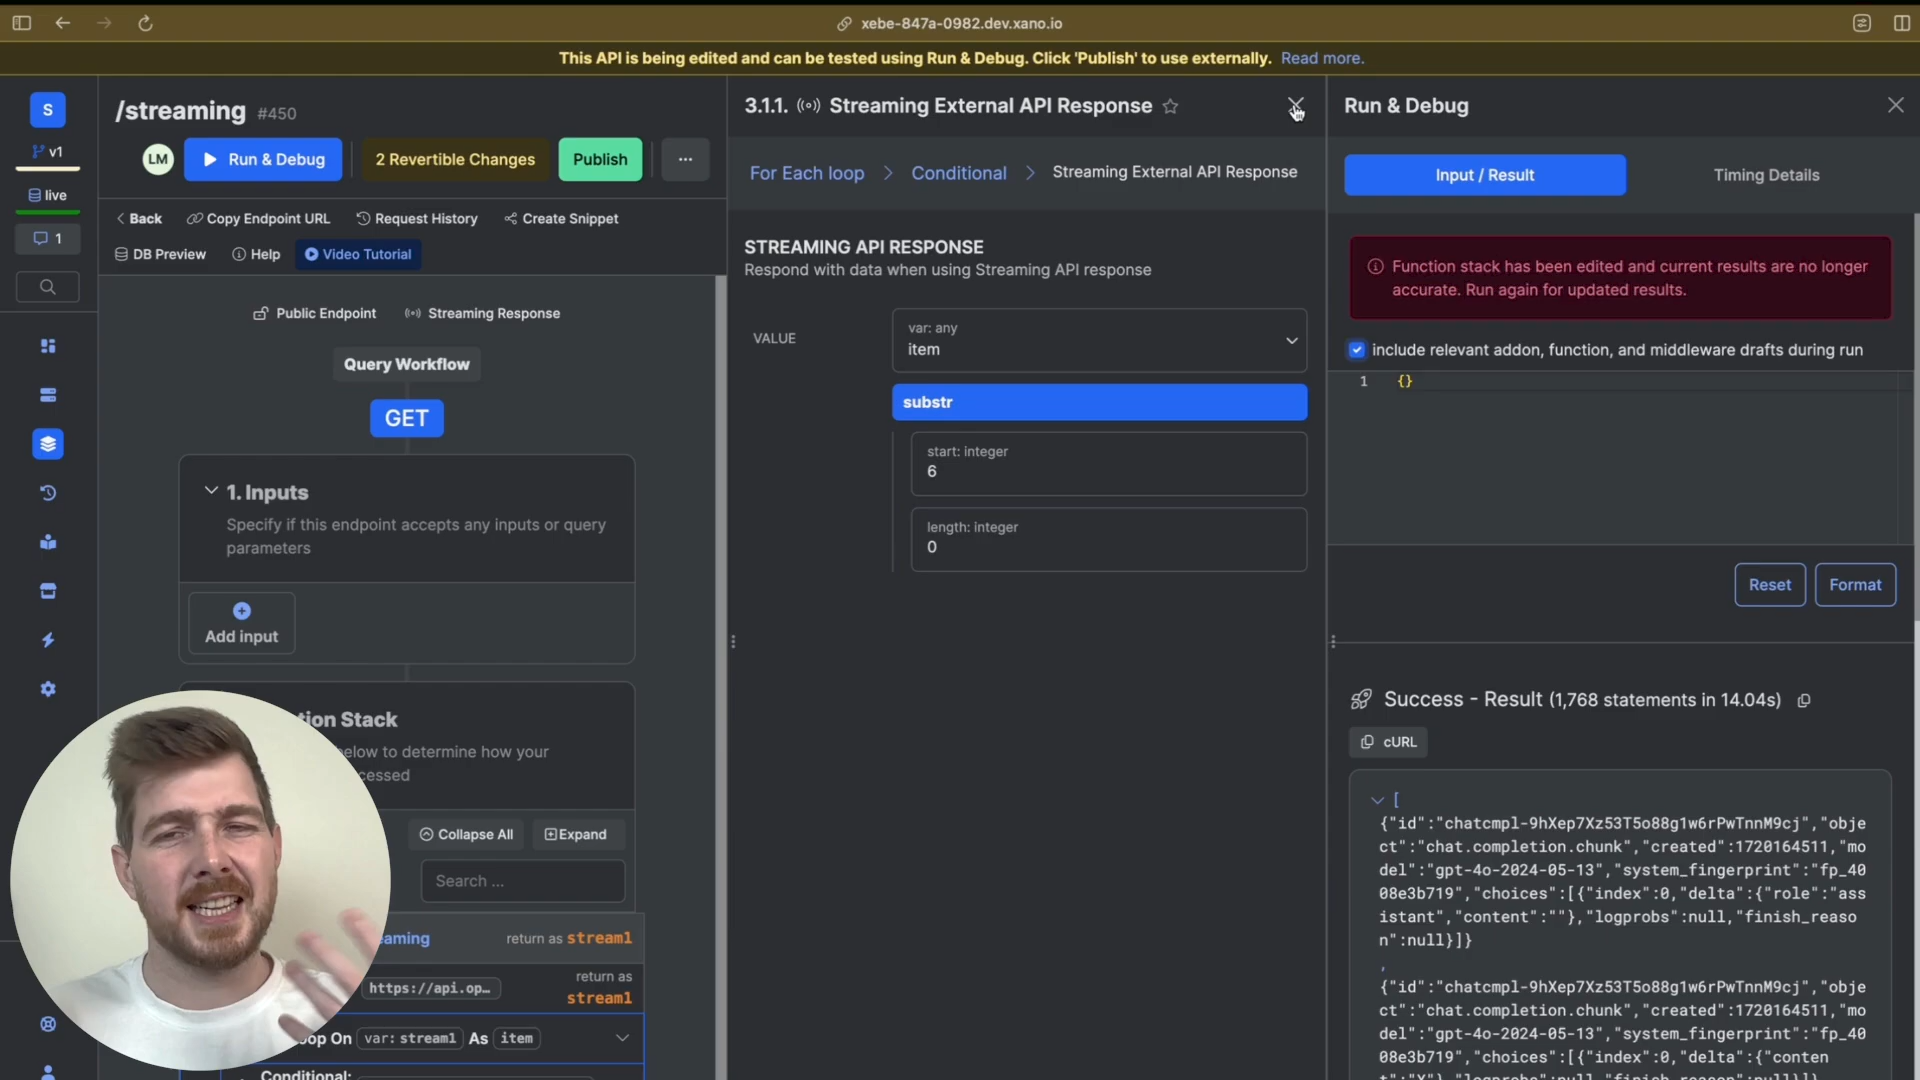 xebe-847a-0982.dev.xano.io
This API is being edited and can be tested using Run & Debug. Click 'Publish' to use externally. Read more.
S
v1
live
1
/streaming #450
LM
Run & Debug
2 Revertible Changes
Publish
...
Back
Copy Endpoint URL
Request History
Create Snippet
DB Preview
Help
Video Tutorial
Public Endpoint
Streaming Response
Query Workflow
GET
1. Inputs
Specify if this endpoint accepts any inputs or query
parameters
Add input
tion Stack
below to determine how your
cessed
Collapse All
Expand
Search ...
eaming return as stream1
https://api.op…
return as
stream1
oop On var: stream1 As item
Conditional:
3.1.1. Streaming External API Response
For Each loop > Conditional > Streaming External API Response
STREAMING API RESPONSE
Respond with data when using Streaming API response
VALUE
var: any
item
substr
start: integer
6
length: integer
0
Run & Debug
Input / Result
Timing Details
Function stack has been edited and current results are no longer
accurate. Run again for updated results.
include relevant addon, function, and middleware drafts during run
1 {}
Reset
Format
Success - Result (1,768 statements in 14.04s)
cURL
[
{"id":"chatcmpl-9hXep7Xz53T5o88g1w6rPwTnnM9cj","obje
ct":"chat.completion.chunk","created":1720164511,"mo
del":"gpt-4o-2024-05-13","system_fingerprint":"fp_40
08e3b719","choices":[{"index":0,"delta":{"role":"ass
istant","content":""},"logprobs":null,"finish_reaso
n":null}]}
,
{"id":"chatcmpl-9hXep7Xz53T5o88g1w6rPwTnnM9cj","obje
ct":"chat.completion.chunk","created":1720164511,"mo
del":"gpt-4o-2024-05-13","system_fingerprint":"fp_40
08e3b719","choices":[{"index":0,"delta":{"conten
t":"X"},"logprobs":null,"finish_reason":null}]}